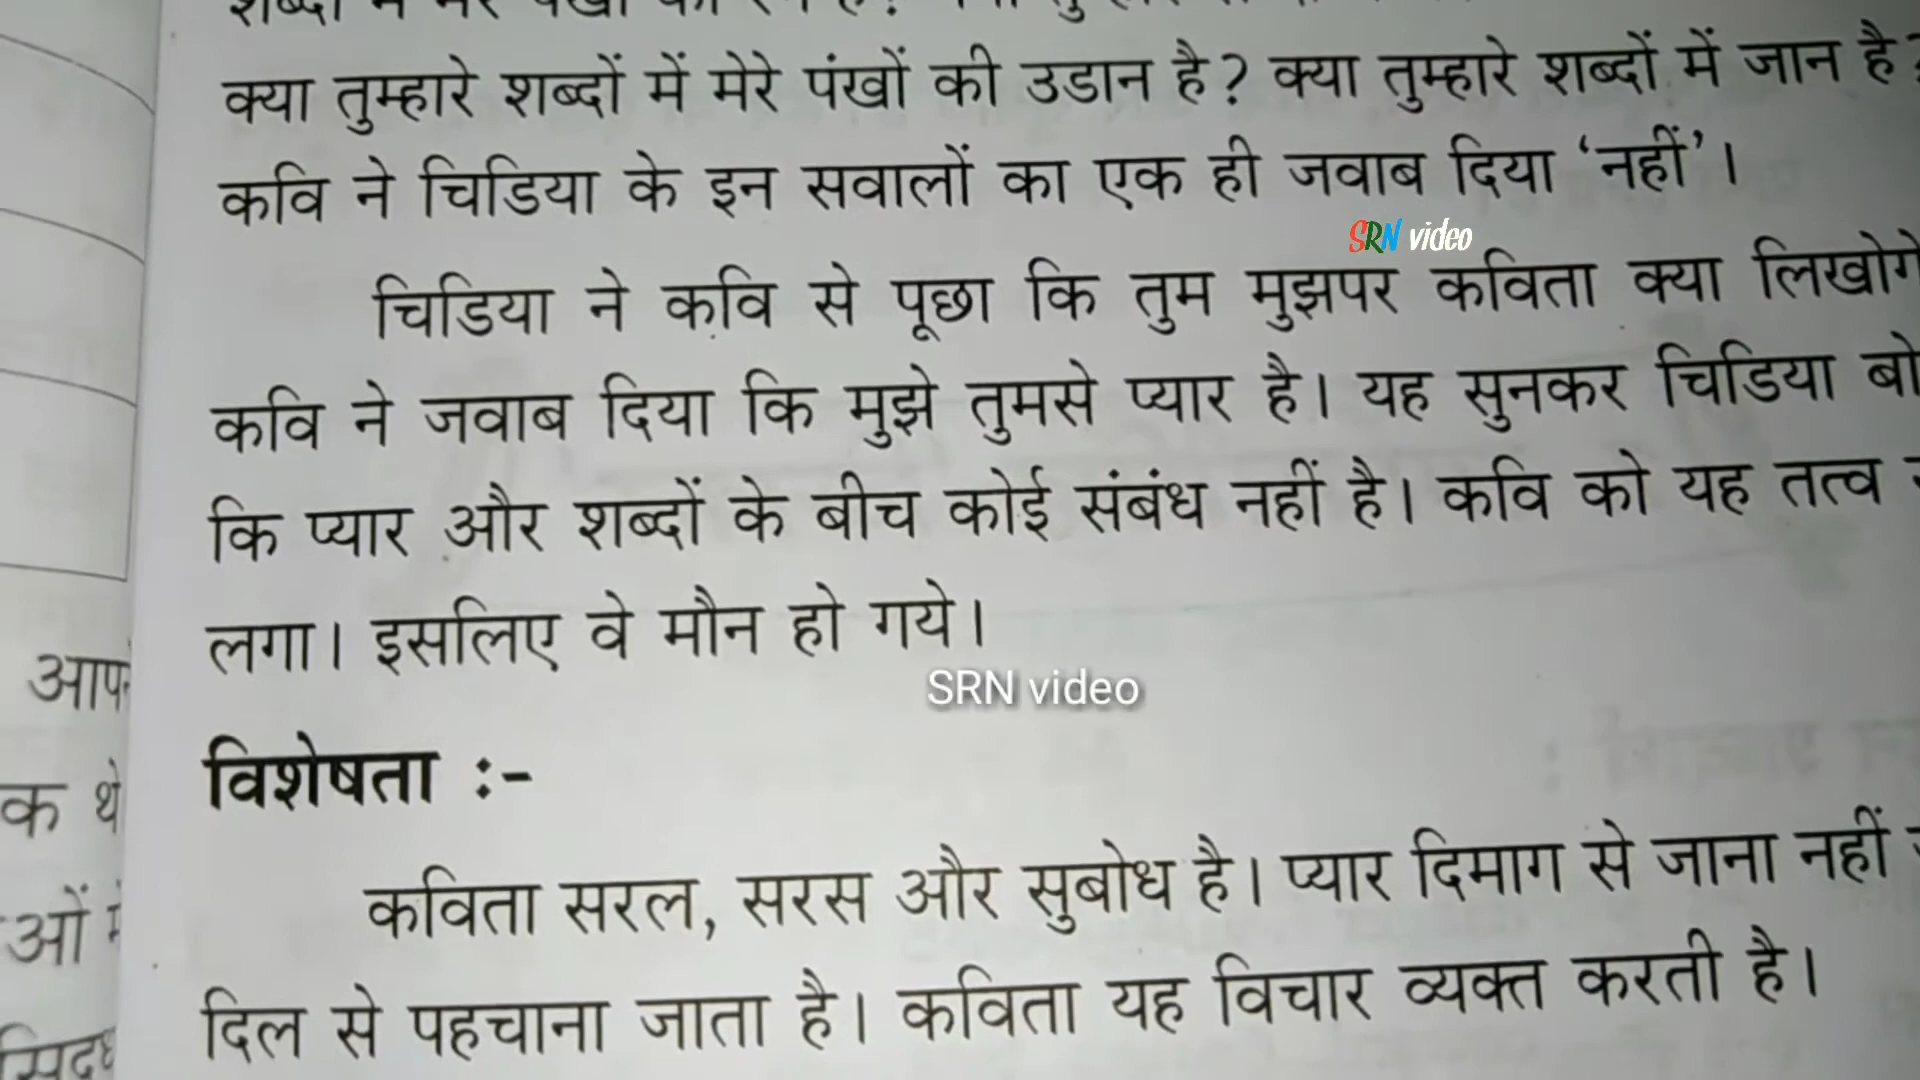 क्या तुम्हारे शब्दों में मेरे पंखों की उडान है? क्या तुम्हारे शब्दों में जान है?
कवि ने चिडिया के इन सवालों का एक ही जवाब दिया ‘नहीं’।
SRN video
चिडिया ने कवि से पूछा कि तुम मुझपर कविता क्या लिखोगे
कवि ने जवाब दिया कि मुझे तुमसे प्यार है। यह सुनकर चिडिया
कि प्यार और शब्दों के बीच कोई संबंध नहीं है। कवि को यह तत्व
लगा। इसलिए वे मौन हो गये।
SRN video
विशेषता :-
कविता सरल, सरस और सुबोध है। प्यार दिमाग से जाना नहीं
दिल से पहचाना जाता है। कविता यह विचार व्यक्त करती है।
क थे